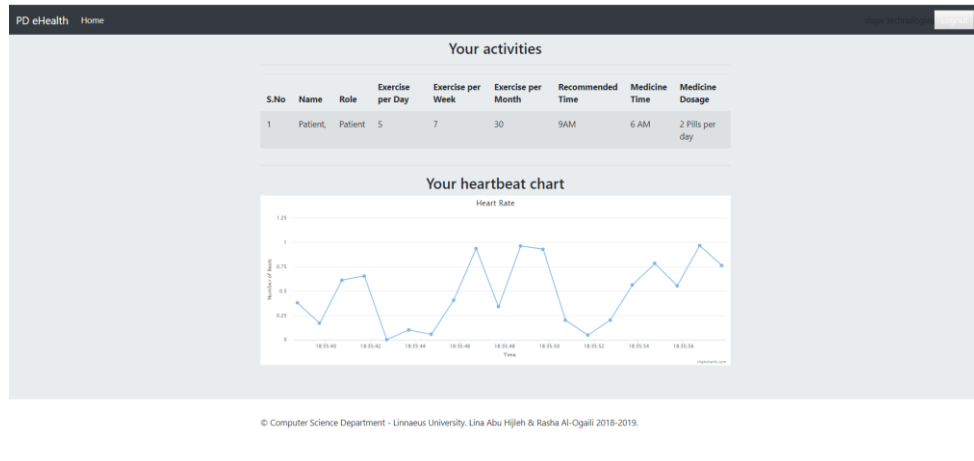 PD eHealth Home
Logout
Your activities
S.No Name Role Exercise per Day Exercise per Week Exercise per Month Recommended Time Medicine Time Medicine Dosage
1 Patient, Patient 5 7 30 9AM 6 AM 2 Pills per day
Your heartbeat chart
Heart Rate
1.25
1
0.75
0.5
0.25
0
Number of Beats
18:35:40 18:35:42 18:35:44 18:35:46 18:35:48 18:35:50 18:35:52 18:35:54 18:35:56
Time
Highcharts.com
© Computer Science Department - Linnaeus University. Lina Abu Hijleh & Rasha Al-Ogaili 2018-2019.